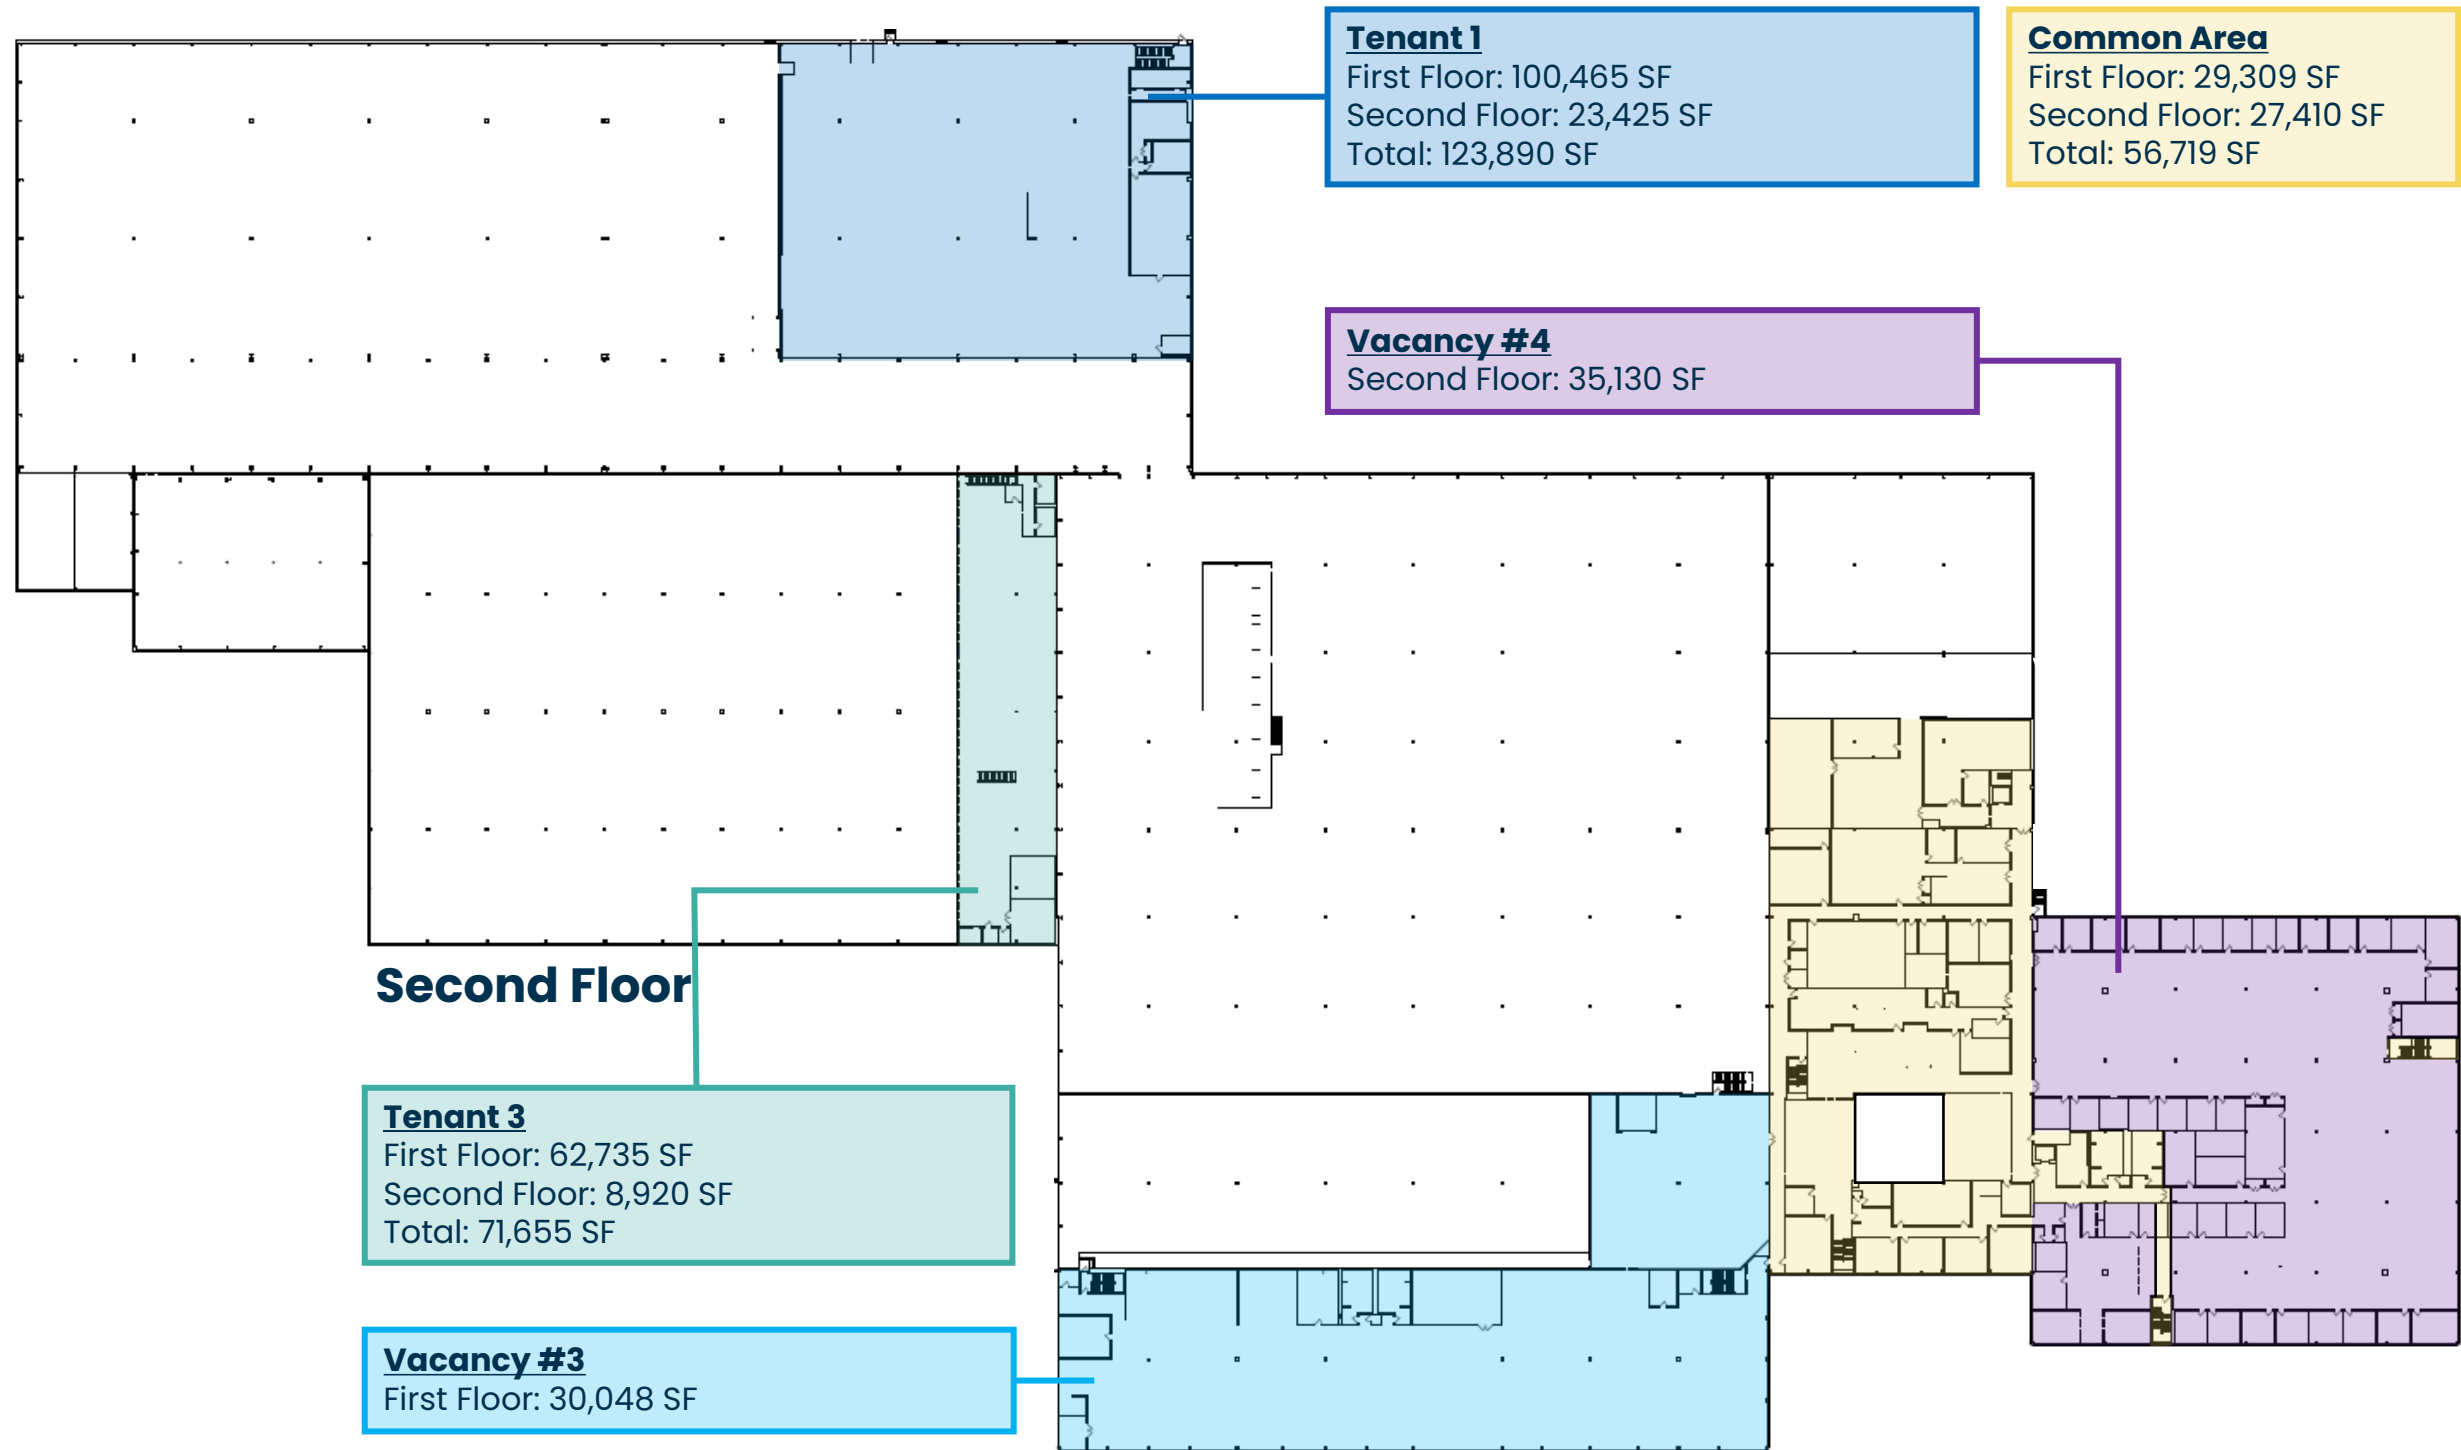 Tenant 1
First Floor: 100,465 SF
Second Floor: 23,425 SF
Total: 123,890 SF
Common Area
First Floor: 29,309 SF
Second Floor: 27,410 SF
Total: 56,719 SF
Vacancy #4
Second Floor: 35,130 SF
Second Floor
Tenant 3
First Floor: 62,735 SF
Second Floor: 8,920 SF
Total: 71,655 SF
Vacancy #3
First Floor: 30,048 SF